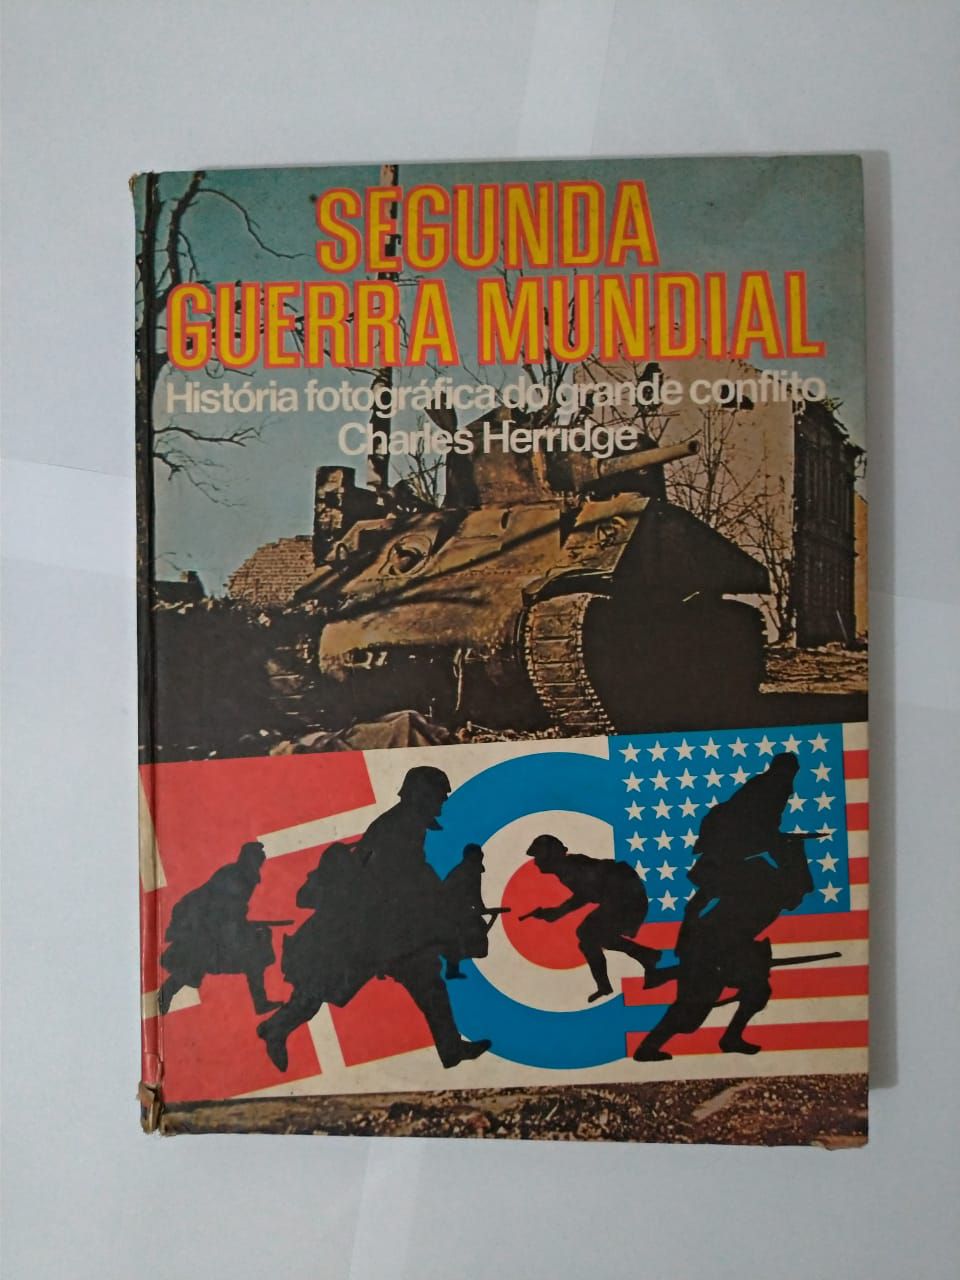 SEGUNDA
GUERRA MUNDIAL
História fotográfica do grande conflito
Charles Herridge